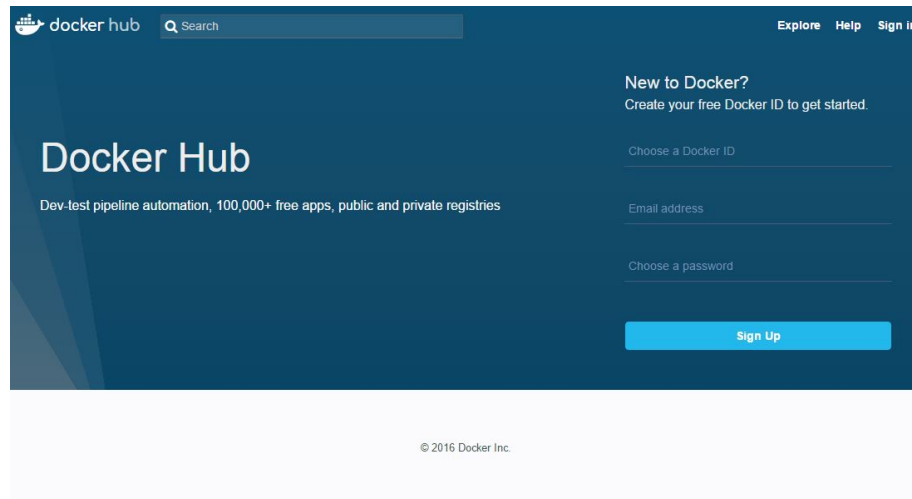 docker hub
Search
Explore Help Sign in
New to Docker?
Create your free Docker ID to get started.
Docker Hub
Dev-test pipeline automation, 100,000+ free apps, public and private registries
Choose a Docker ID
Email address
Choose a password
Sign Up
© 2016 Docker Inc.